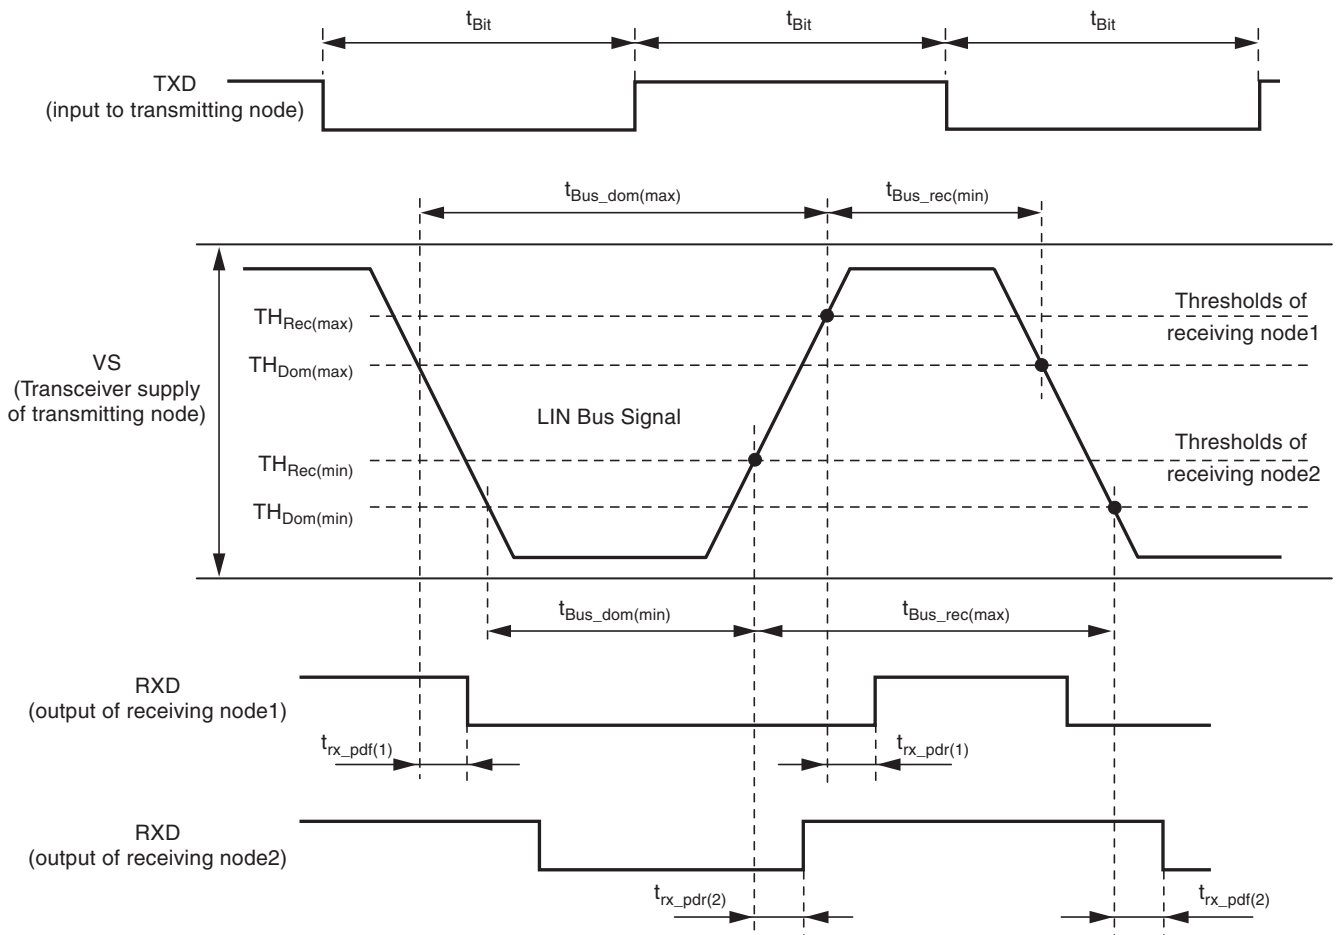 tBit
tBit
tBit
TXD
(input to transmitting node)
tBus_dom(max)
tBus_rec(min)
THRec(max)
Thresholds of
receiving node1
VS
(Transceiver supply
of transmitting node)
THDom(max)
LIN Bus Signal
THRec(min)
Thresholds of
receiving node2
THDom(min)
tBus_dom(min)
tBus_rec(max)
RXD
(output of receiving node1)
trx_pdf(1)
trx_pdr(1)
RXD
(output of receiving node2)
trx_pdr(2)
trx_pdf(2)